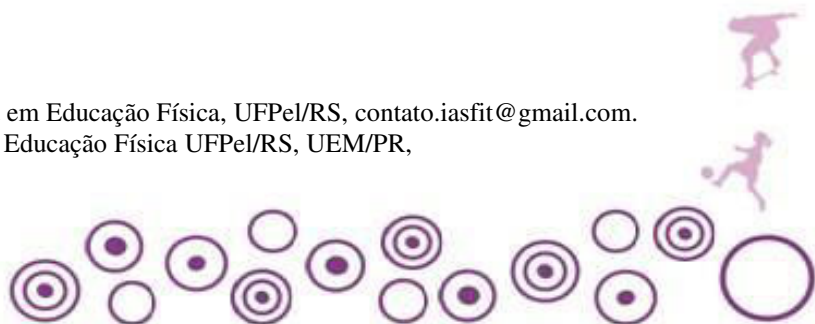 em Educação Física, UFPel/RS, contato.iasfit@gmail.com.
Educação Física UFPel/RS, UEM/PR,